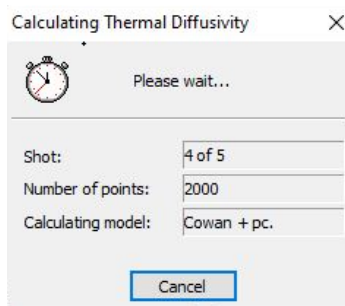 Calculating Thermal Diffusivity
Please wait...
Shot: 4 of 5
Number of points: 2000
Calculating model: Cowan + pc.
Cancel